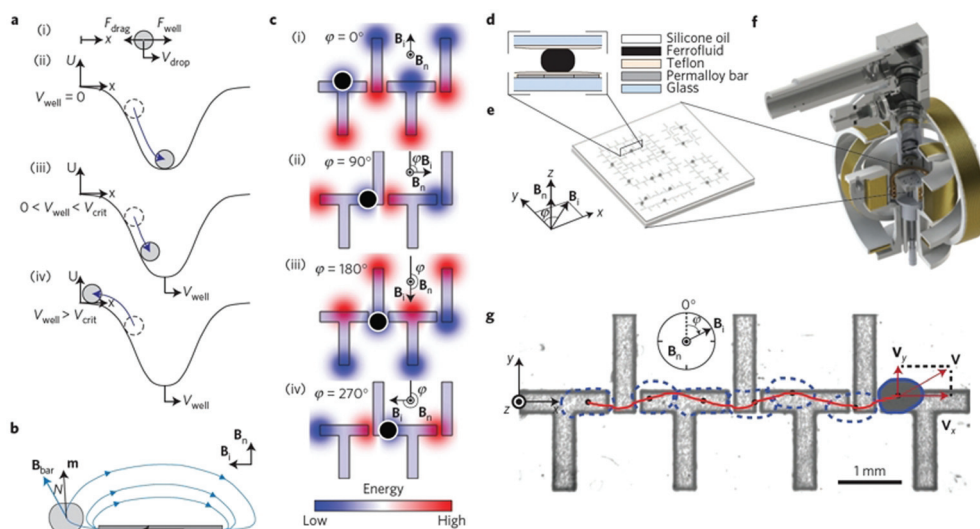 a
(i)
F_drag
F_well
x
V_drop
(ii)
U
x
V_well = 0
(iii)
U
x
0 < V_well < V_crit
V_well
(iv)
U
x
V_well > V_crit
V_well
b
B_bar
m
N
B_n
B_i
c
(i)
φ = 0°
B_i
B_n
(ii)
φ = 90°
φ
B_i
B_n
(iii)
φ = 180°
φ
B_n
B_i
(iv)
φ = 270°
φ
B_i
B_n
Energy
Low
High
d
Silicone oil
Ferrofluid
Teflon
Permalloy bar
Glass
e
z
y
B_n
B_i
φ
x
f
g
0°
φ
B_i
B_n
y
z
x
V_y
V
V_x
1 mm